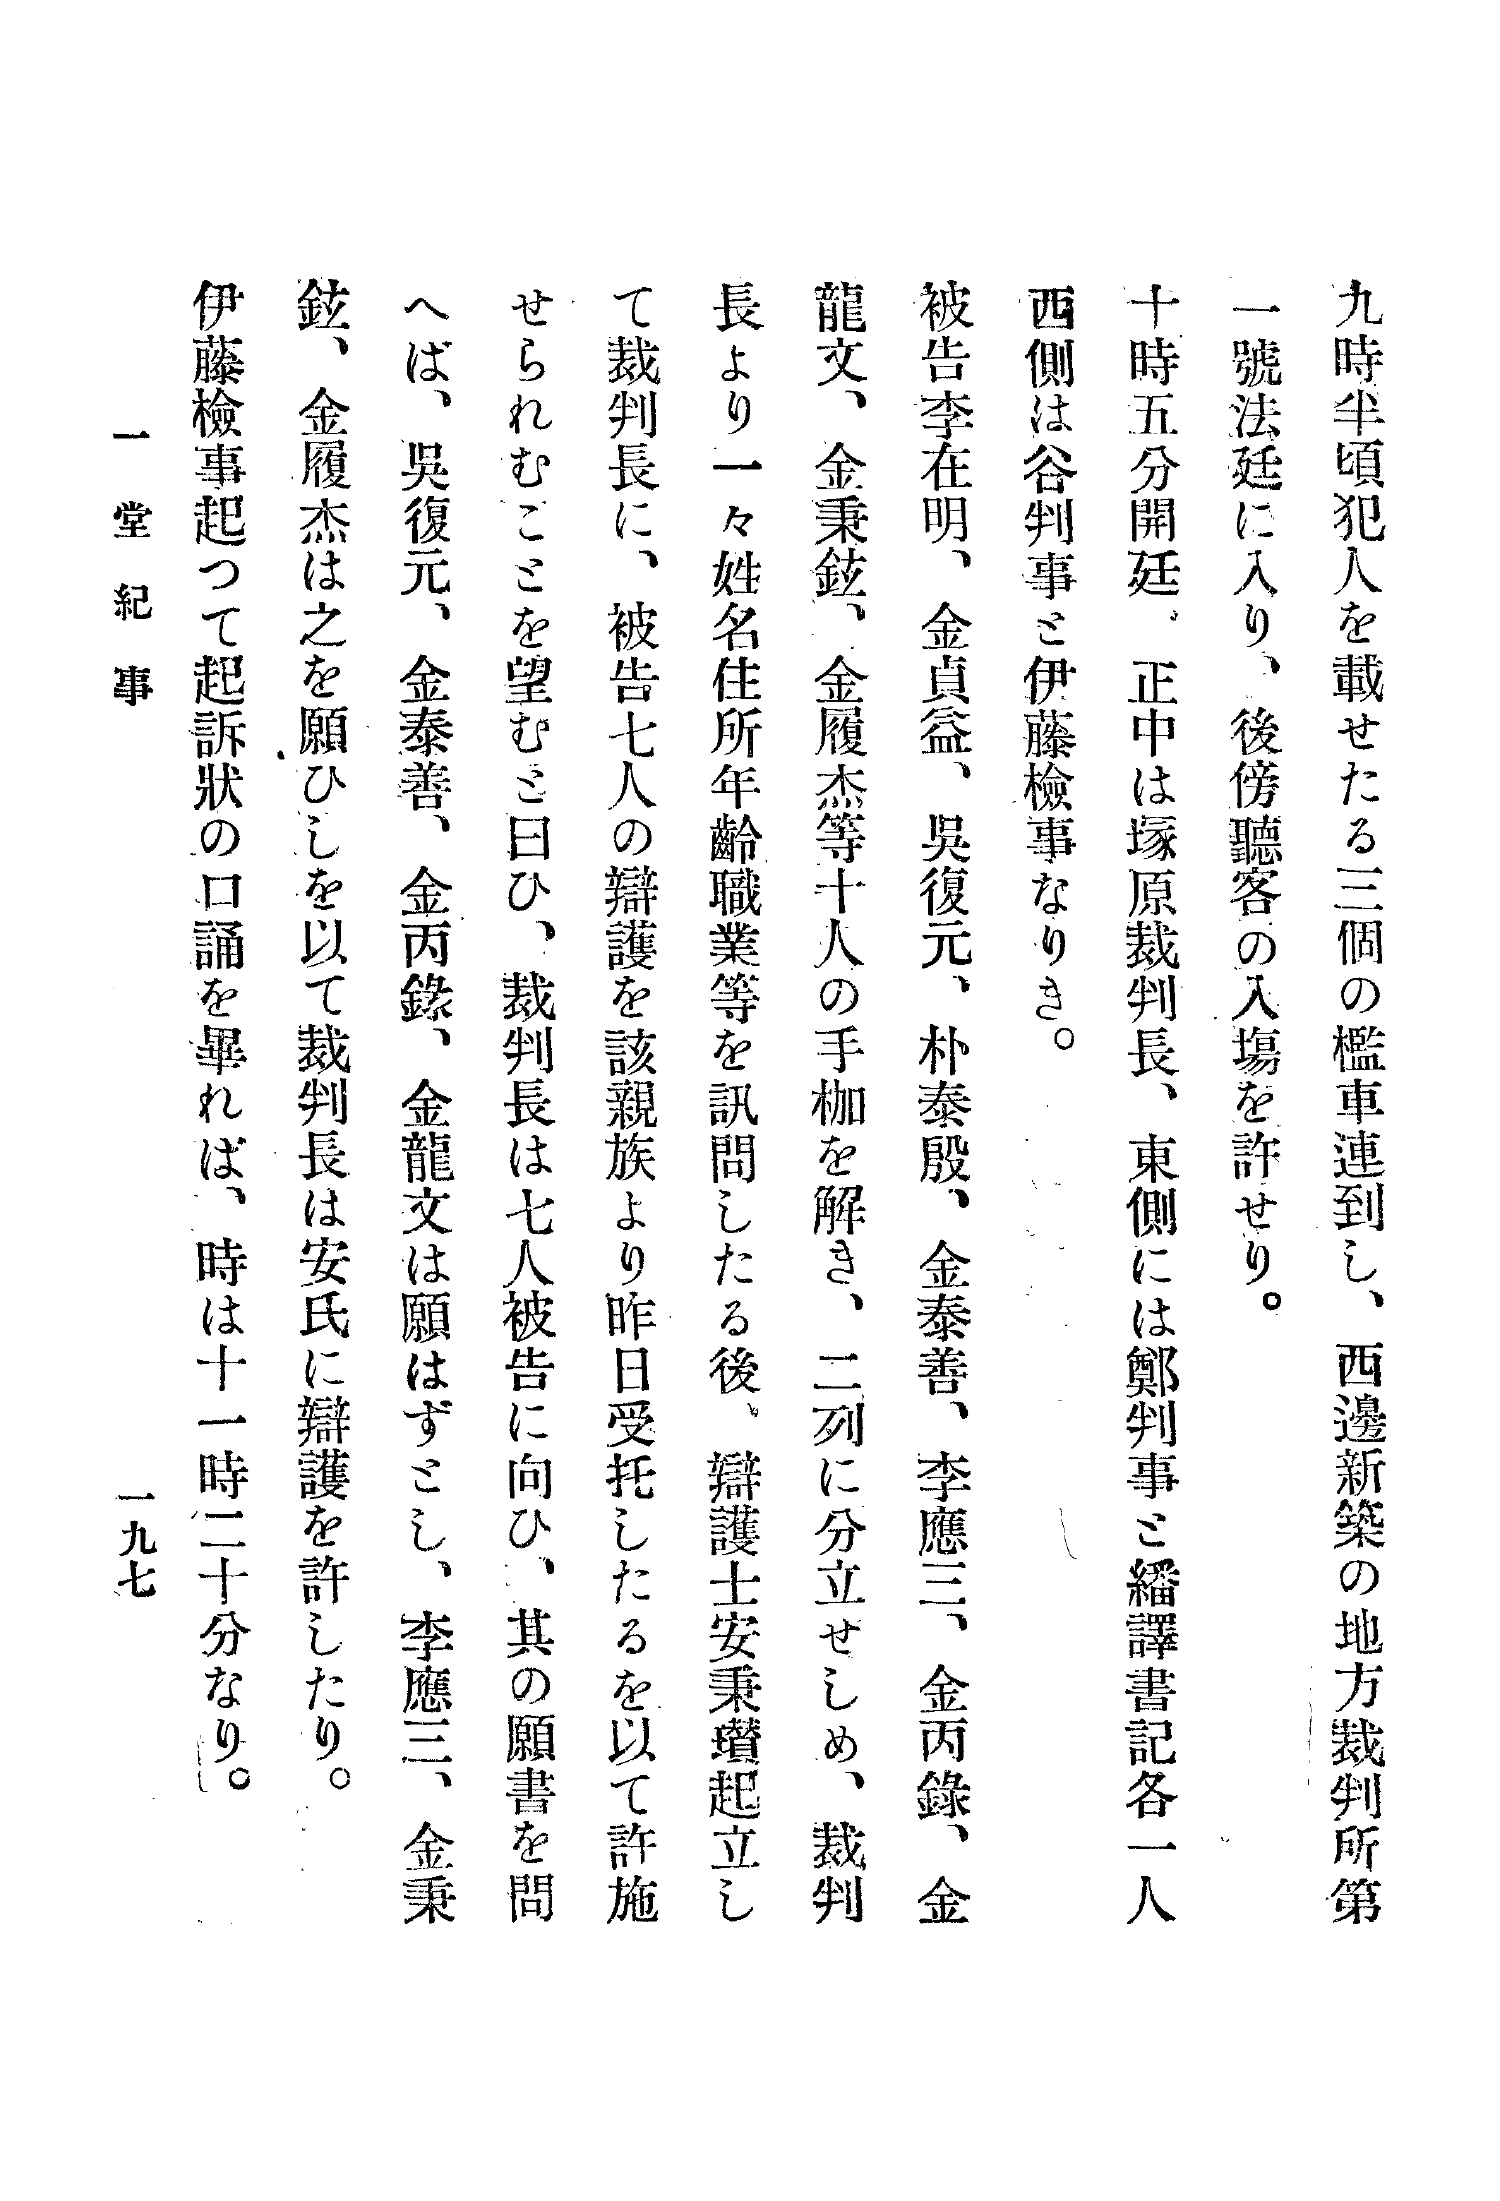 九時半頃犯人を載せたる三個の檻車連到し、西邊新築の地方裁判所第
一號法廷に入り、後傍聽客の入塲を許せり。
十時五分開廷、正中は塚原裁判長、東側には鄭判事と繙譯書記各一人
西側は谷判事と伊藤檢事なりき。
被告李在明、金貞益、吳復元、朴泰殷、金泰善、李應三、金丙錄、金
龍文、金秉鉉、金履杰等十人の手枷を解き、二列に分立せしめ、裁判
長より一々姓名住所年齡職業等を訊問したる後、辯護士安秉瓚起立し
て裁判長に、被告七人の辯護を該親族より昨日受托したるを以て許施
せられむことを望むと曰ひ、裁判長は七人被告に向ひ、其の願書を問
へば、吳復元、金泰善、金丙錄、金龍文は願はずとし、李應三、金秉
鉉、金履杰は之を願ひしを以て裁判長は安氏に辯護を許したり。
伊藤檢事起つて起訴狀の口誦を畢れば、時は十一時二十分なり。
一堂紀事
一九七